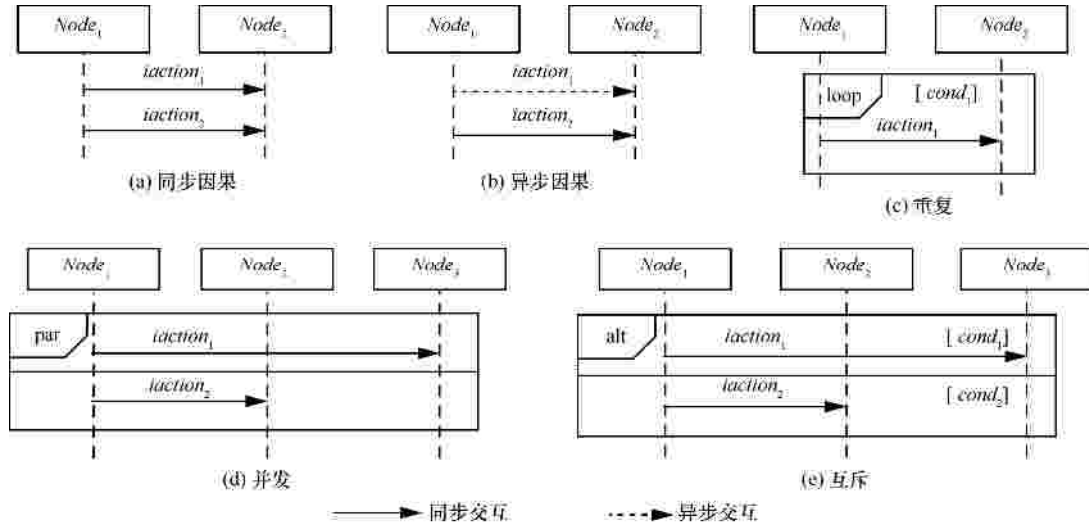 Node₁ Node₂ Node₁ Node₂ Node₁ Node₂
iaction₁ iaction₁ loop [ cond₁]
iaction₂ iaction₂ iaction₁
(a) 同步因果 (b) 异步因果
(c) 重复
Node₁ Node₂ Node₃ Node₁ Node₂ Node₃
par iaction₁ alt iaction₁ [ cond₁]
iaction₂ iaction₂ [ cond₂]
(d) 并发 (e) 互斥
同步交互 异步交互